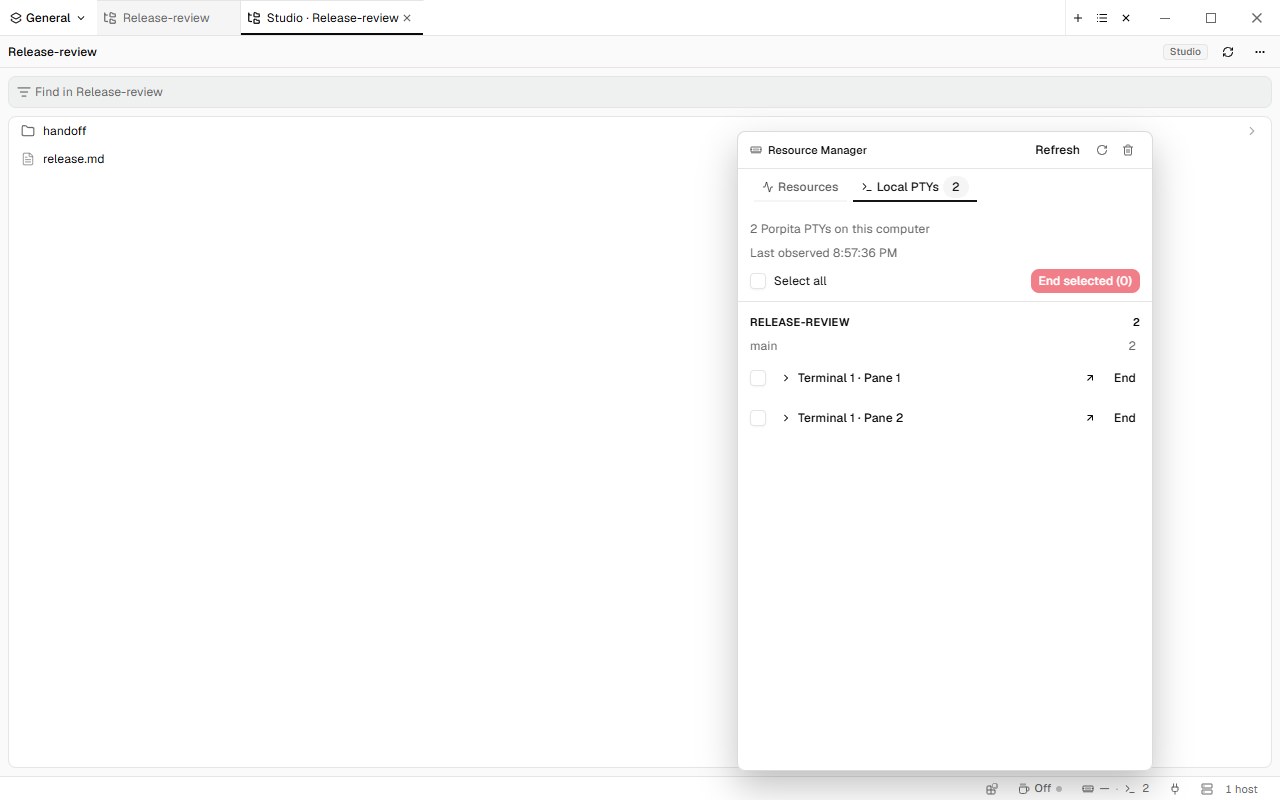 General
Release-review
Studio · Release-review
Release-review
Studio
Find in Release-review
handoff
release.md
Resource Manager
Refresh
Resources
Local PTYs 2
2 Porpita PTYs on this computer
Last observed 8:57:36 PM
Select all
End selected (0)
RELEASE-REVIEW 2
main 2
Terminal 1 · Pane 1 End
Terminal 1 · Pane 2 End
Off — · 2 1 host